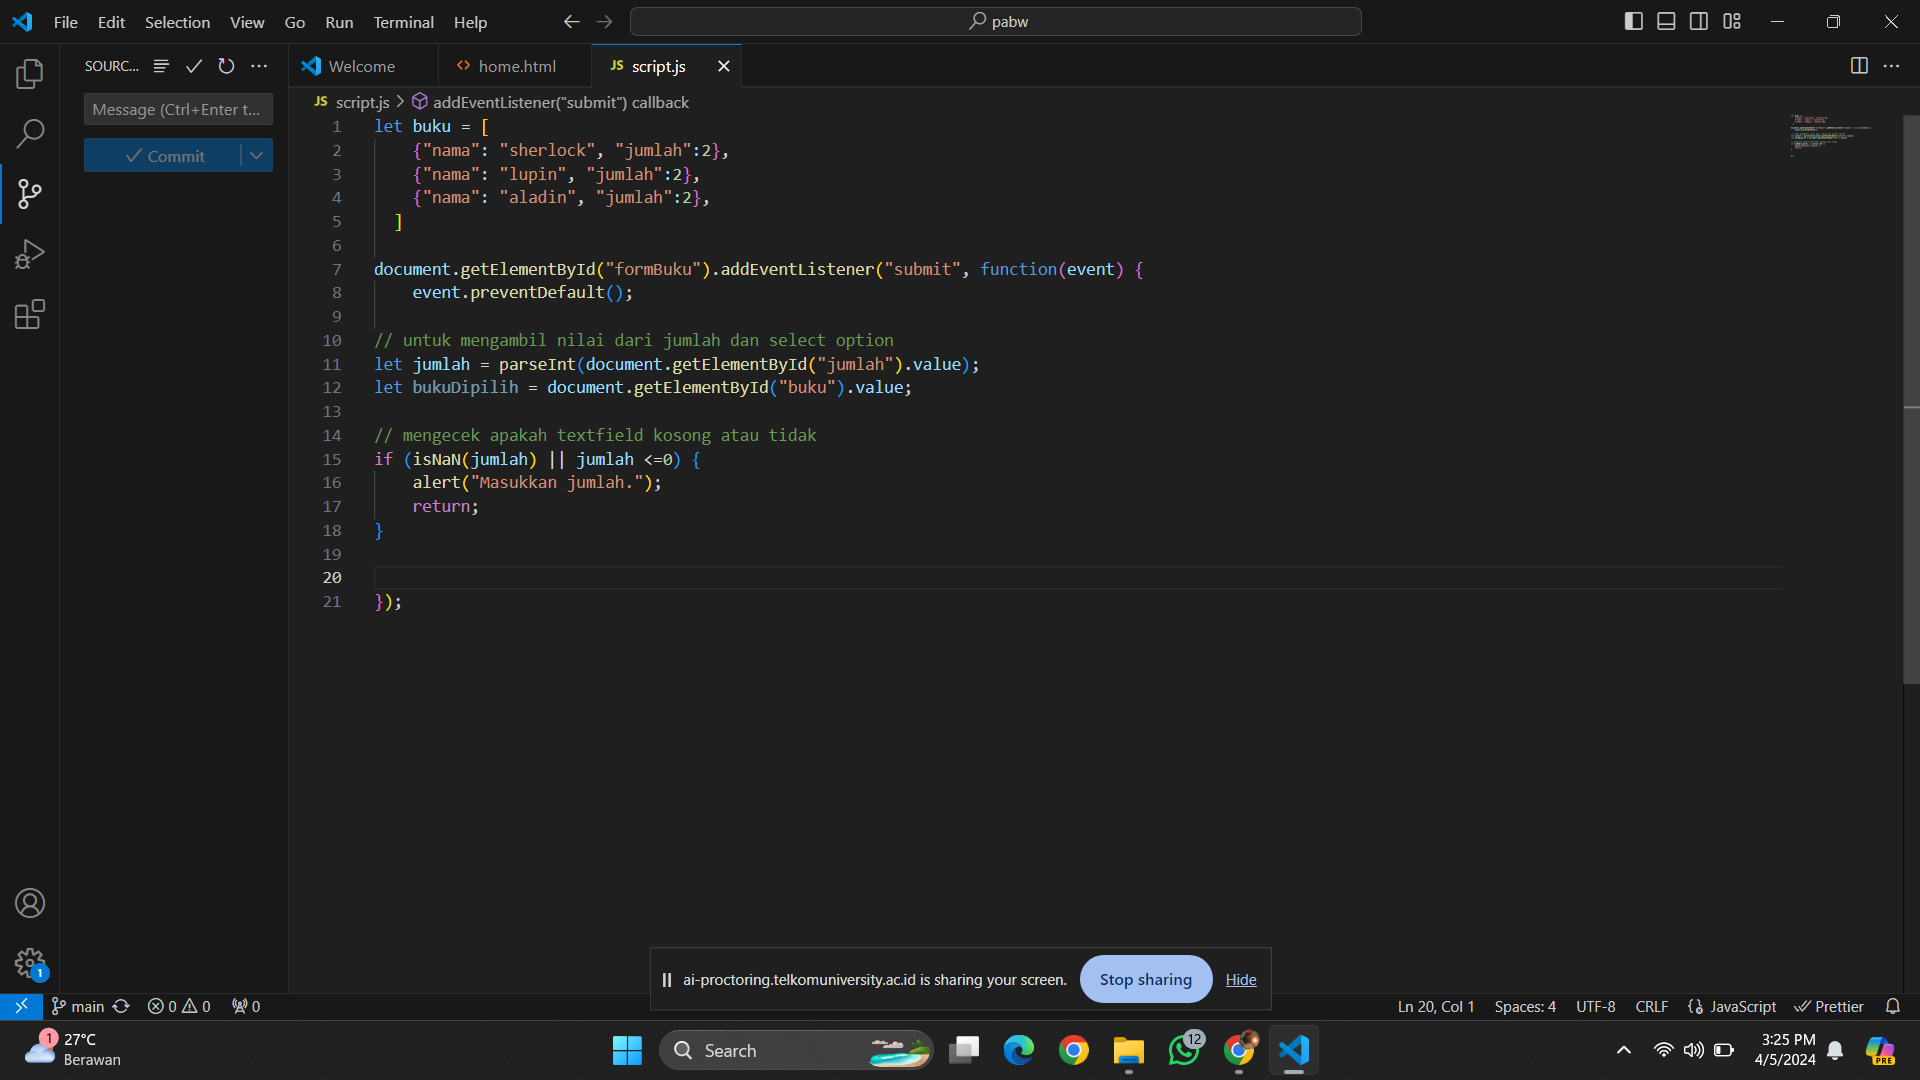 File Edit Selection View Go Run Terminal Help
pabw
SOURC...
Message (Ctrl+Enter t...
Commit
Welcome
home.html
JS script.js
JS script.js > addEventListener("submit") callback
1 let buku = [
2 {"nama": "sherlock", "jumlah":2},
3 {"nama": "lupin", "jumlah":2},
4 {"nama": "aladin", "jumlah":2},
5 ]
6
7 document.getElementById("formBuku").addEventListener("submit", function(event) {
8 event.preventDefault();
9
10 // untuk mengambil nilai dari jumlah dan select option
11 let jumlah = parseInt(document.getElementById("jumlah").value);
12 let bukuDipilih = document.getElementById("buku").value;
13
14 // mengecek apakah textfield kosong atau tidak
15 if (isNaN(jumlah) || jumlah <=0) {
16 alert("Masukkan jumlah.");
17 return;
18 }
19
20
21 });
1
ai-proctoring.telkomuniversity.ac.id is sharing your screen. Stop sharing Hide
main 0 0 0 Ln 20, Col 1 Spaces: 4 UTF-8 CRLF JavaScript Prettier
1 27°C
Berawan
Search
12
3:25 PM
4/5/2024
PRE